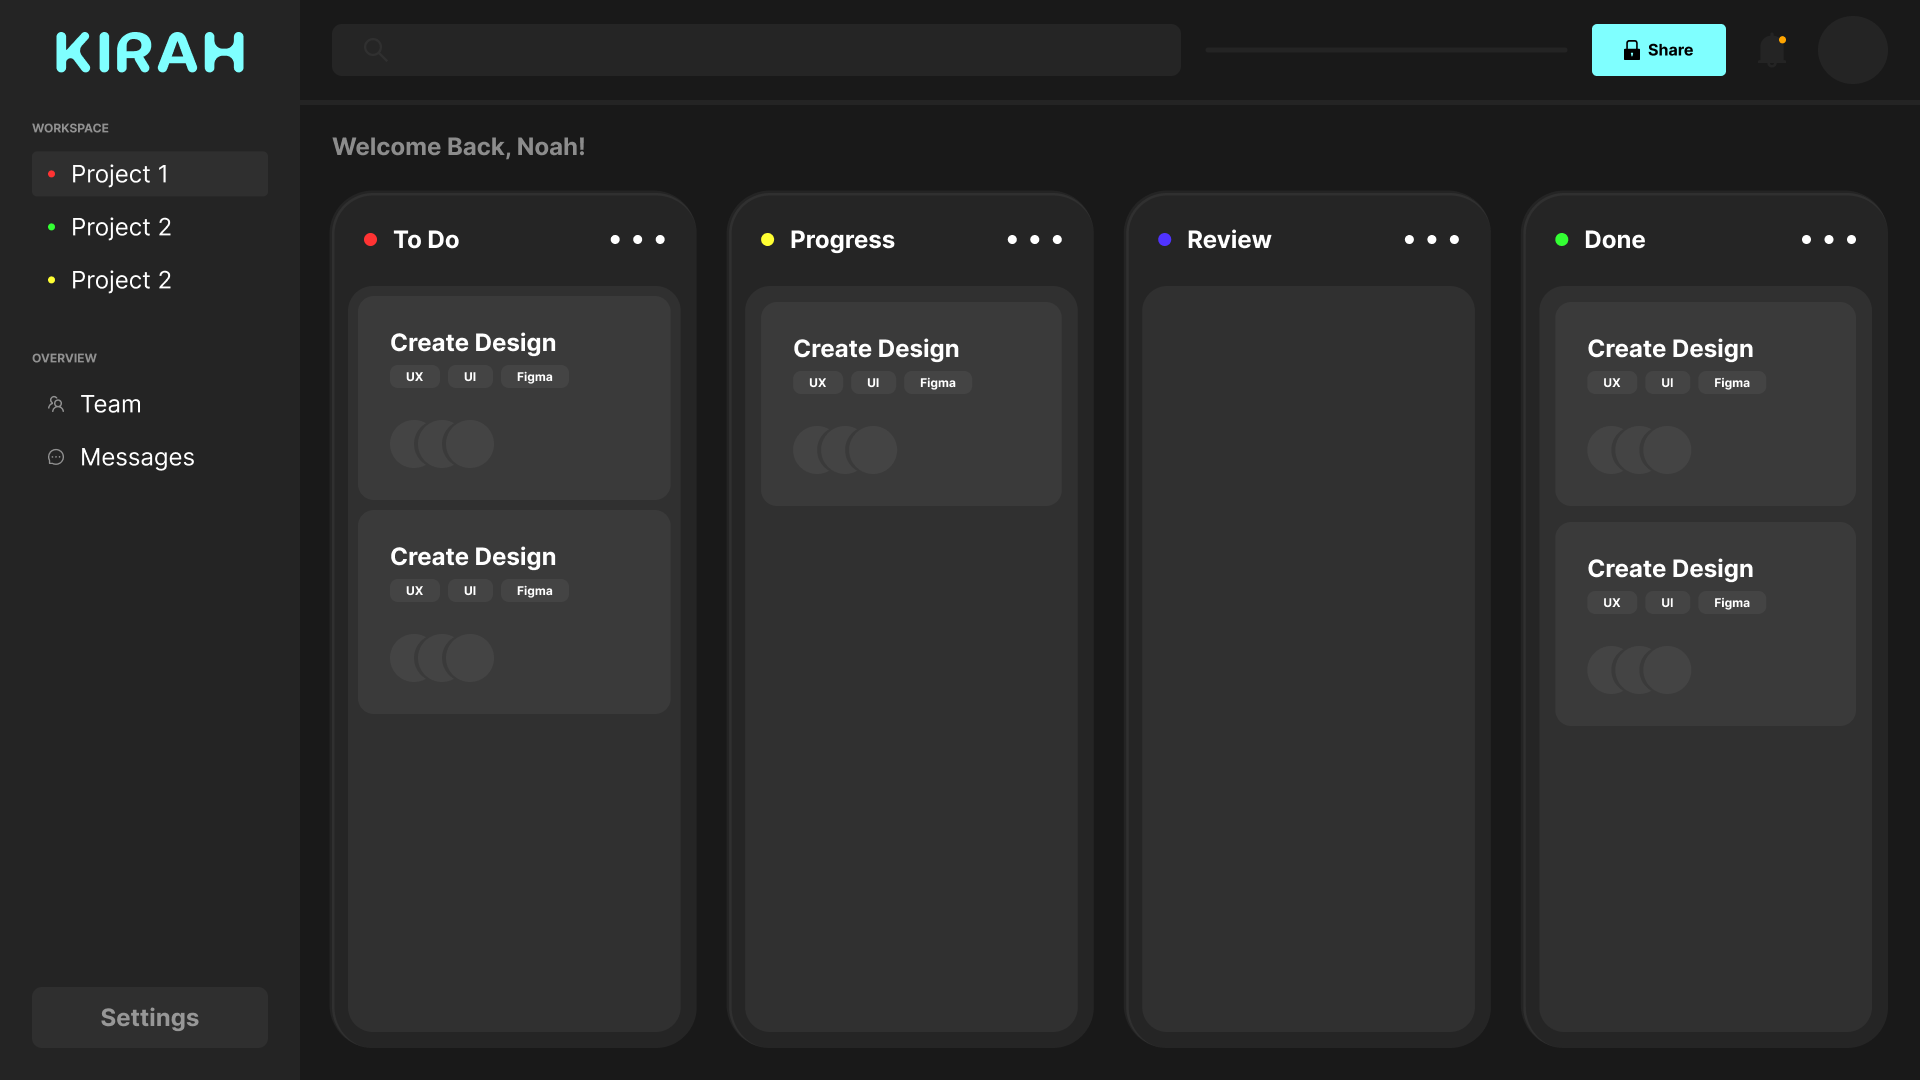 KIRAH
WORKSPACE
Project 1
Project 2
Project 2
OVERVIEW
Team
Messages
Settings
Share
Welcome Back, Noah!
To Do
Create Design
UX UI Figma
Create Design
UX UI Figma
Progress
Create Design
UX UI Figma
Review
Done
Create Design
UX UI Figma
Create Design
UX UI Figma